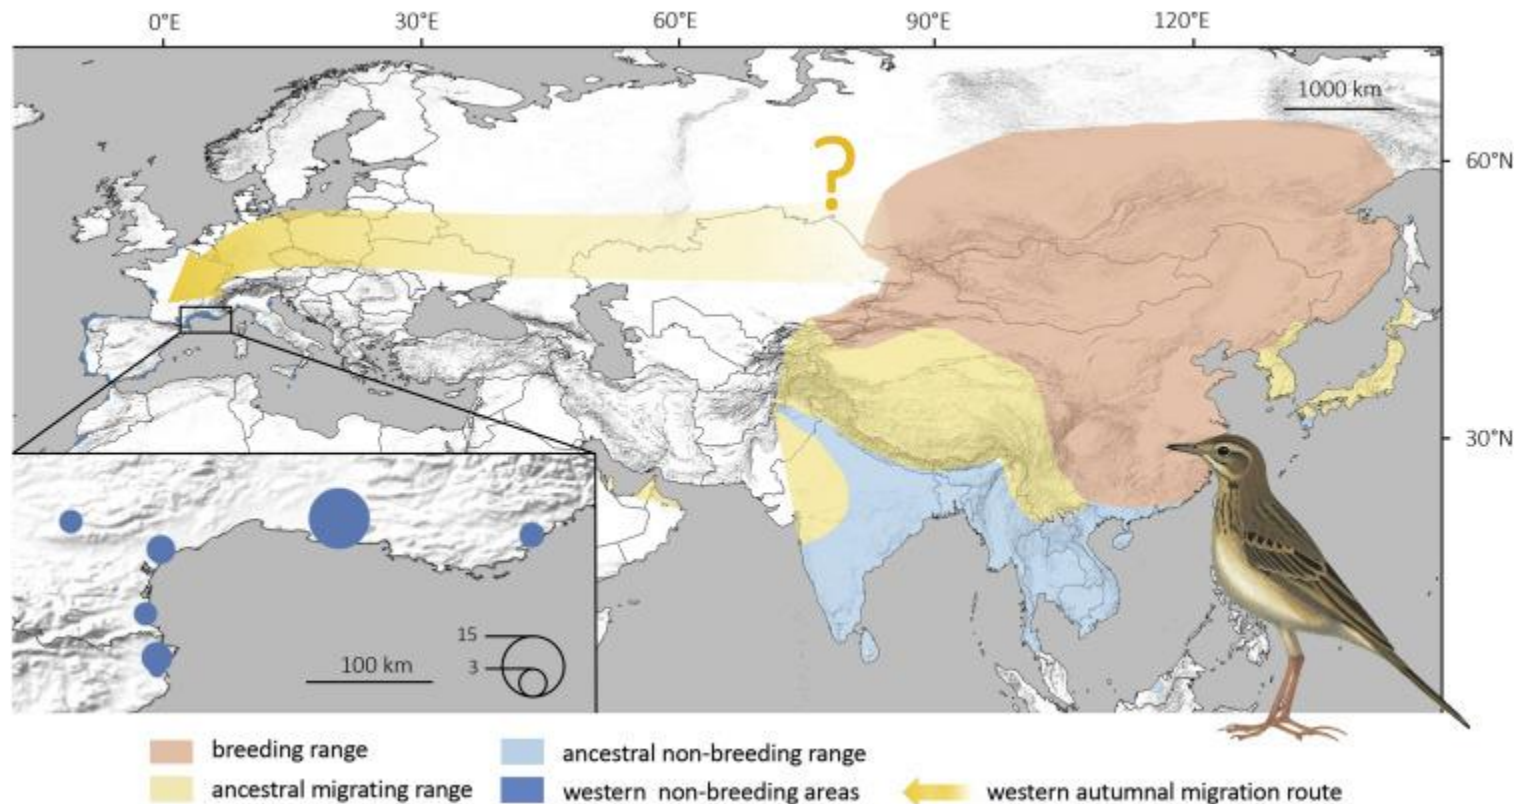 0°E 30°E 60°E 90°E 120°E
1000 km
?
60°N
30°N
15
3
100 km
breeding range
ancestral non-breeding range
ancestral migrating range
western non-breeding areas
western autumnal migration route